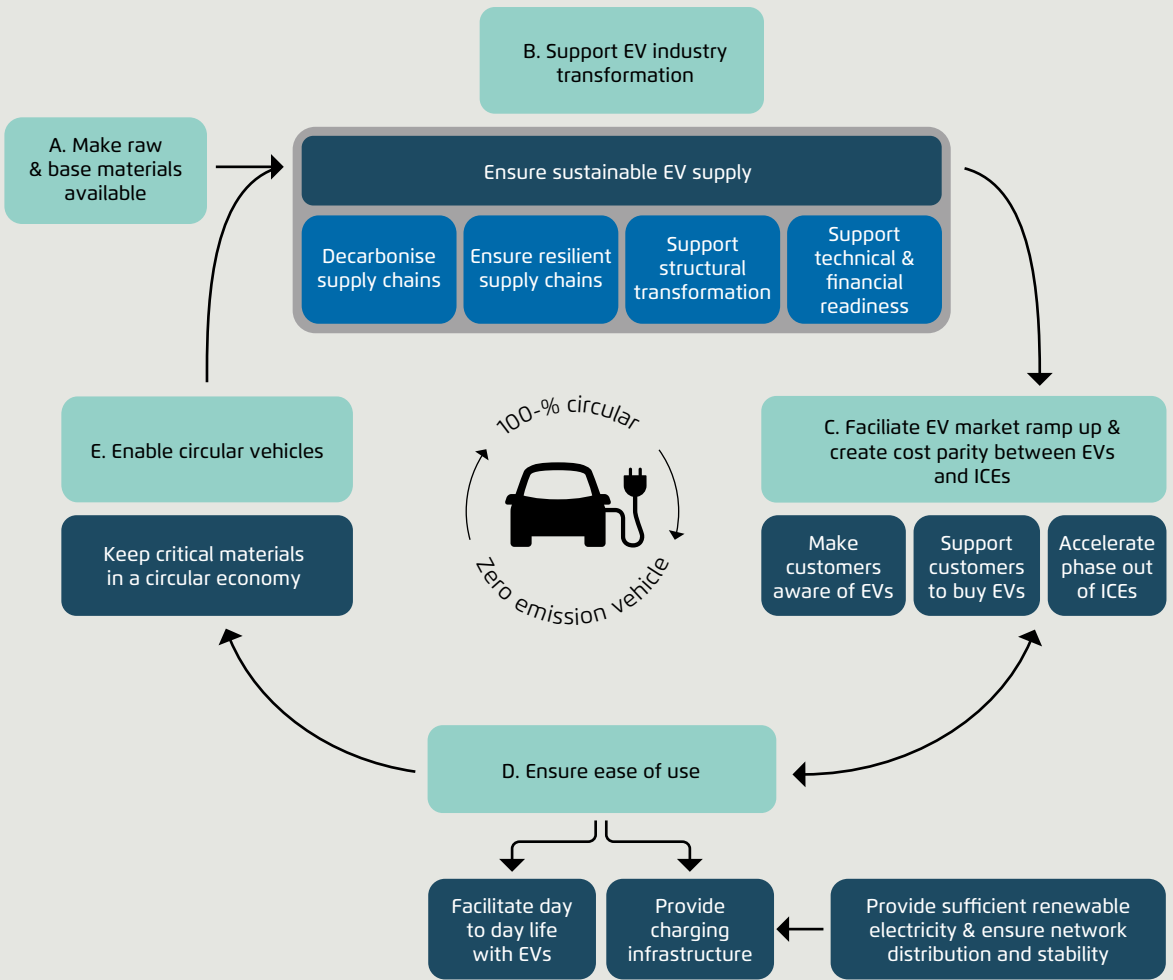 B. Support EV industry
transformation
A. Make raw
& base materials
available
Ensure sustainable EV supply
Decarbonise
supply chains
Ensure resilient
supply chains
Support
structural
transformation
Support
technical &
financial
readiness
E. Enable circular vehicles
Keep critical materials
in a circular economy
100-% circular
Zero emission vehicle
C. Faciliate EV market ramp up &
create cost parity between EVs
and ICEs
Make
customers
aware of EVs
Support
customers
to buy EVs
Accelerate
phase out
of ICEs
D. Ensure ease of use
Facilitate day
to day life
with EVs
Provide
charging
infrastructure
Provide sufficient renewable
electricity & ensure network
distribution and stability